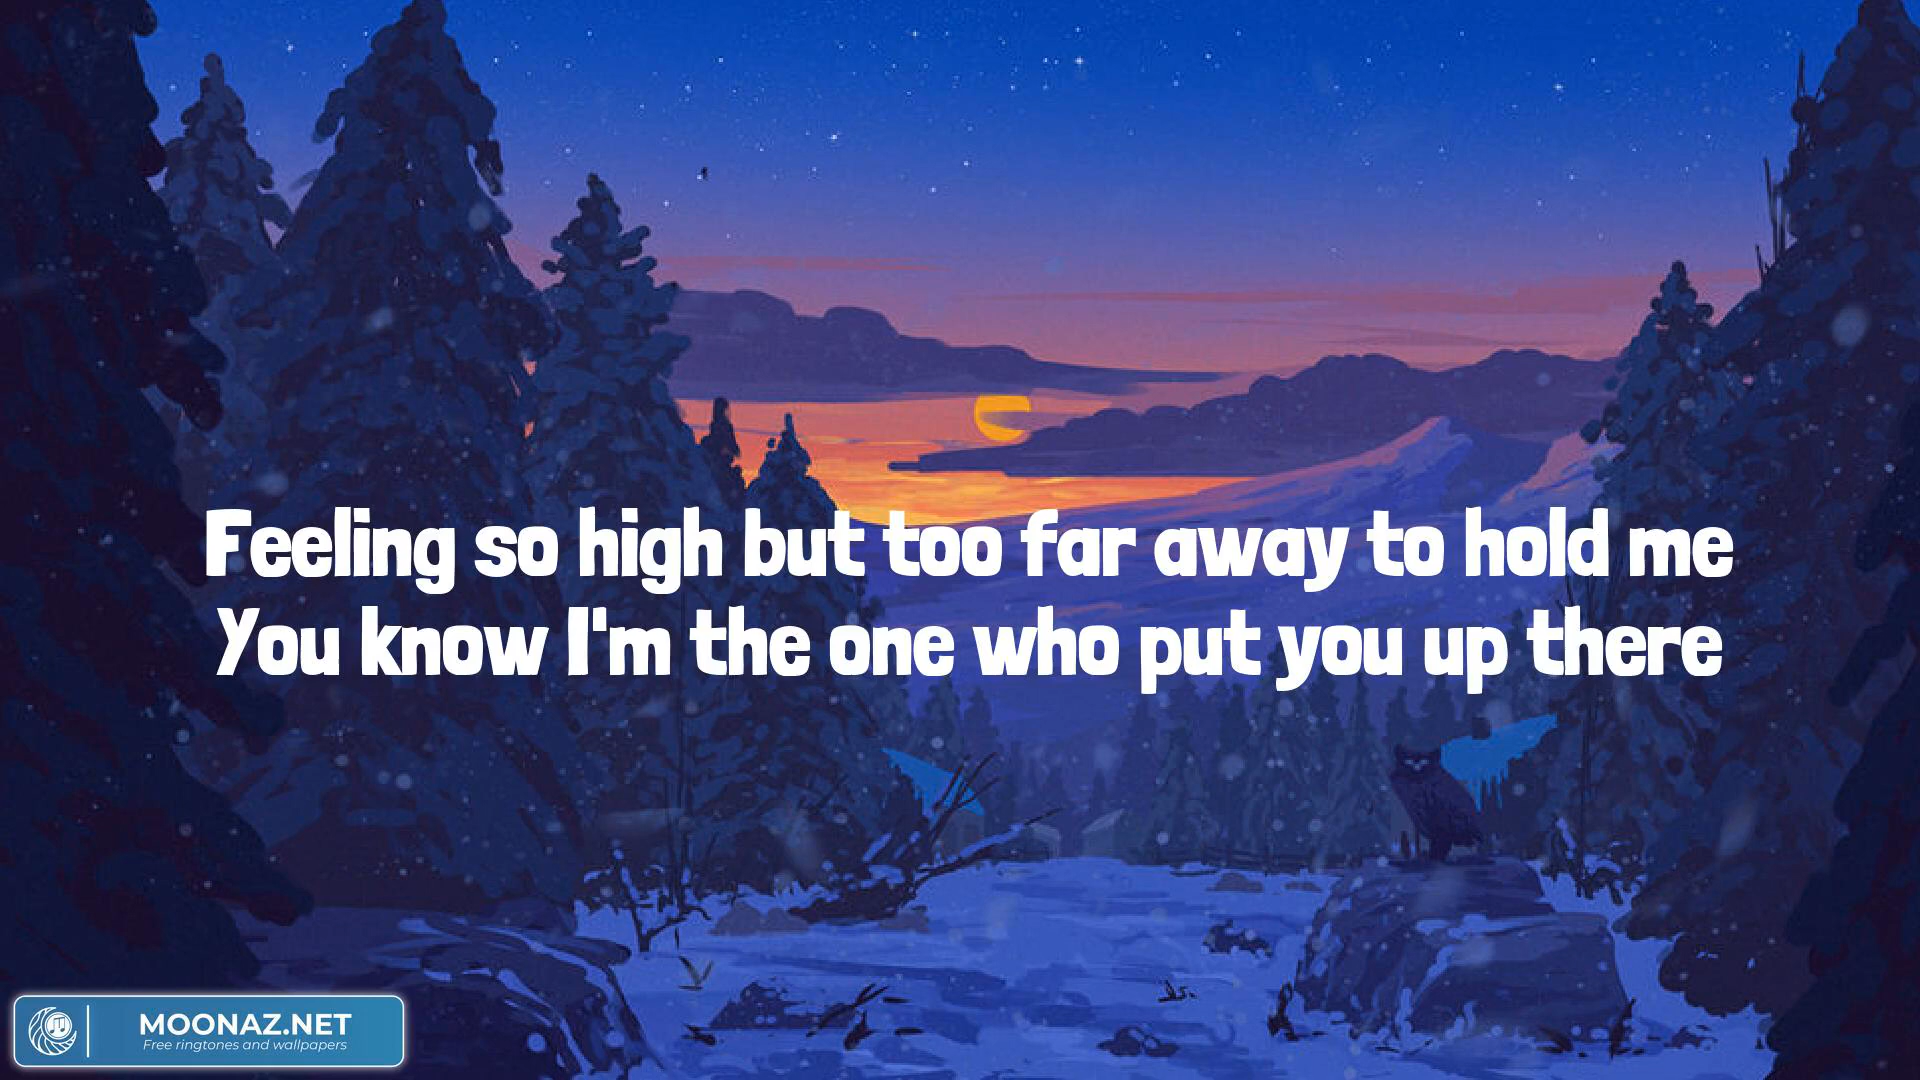 Feeling so high but too far away to hold me
You know I'm the one who put you up there
MOONAZ.NET
Free ringtones and wallpapers